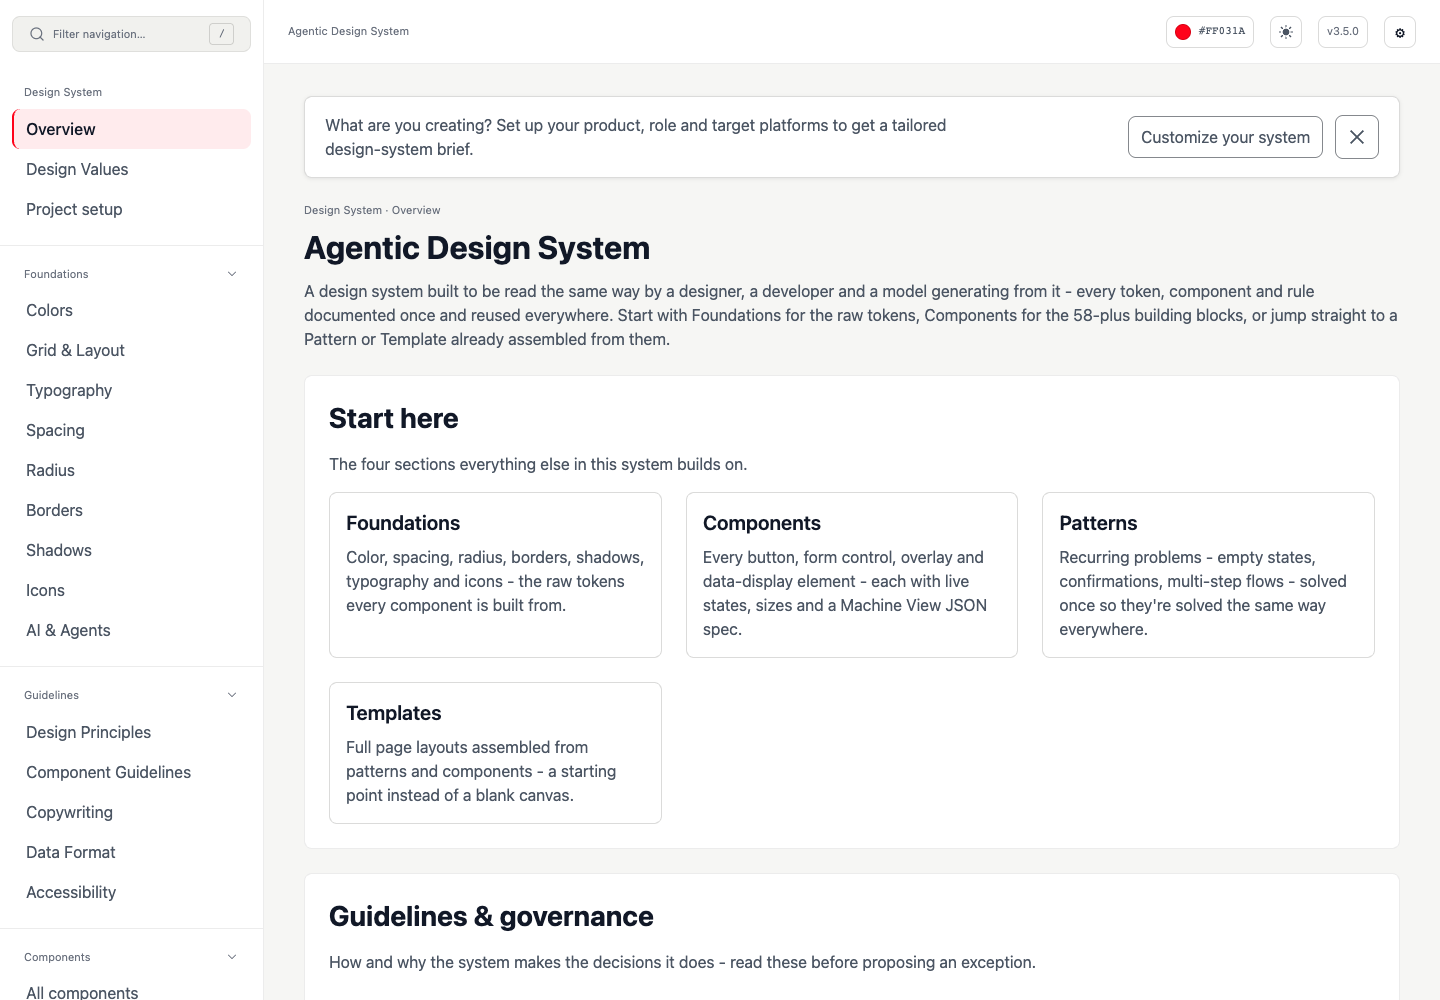 Filter navigation...
/
Design System
Overview
Design Values
Project setup
Foundations
Colors
Grid & Layout
Typography
Spacing
Radius
Borders
Shadows
Icons
AI & Agents
Guidelines
Design Principles
Component Guidelines
Copywriting
Data Format
Accessibility
Components
All components
Agentic Design System
#FF031A
v3.5.0
What are you creating? Set up your product, role and target platforms to get a tailored
design-system brief.
Customize your system
Design System · Overview
Agentic Design System
A design system built to be read the same way by a designer, a developer and a model generating from it - every token, component and rule
documented once and reused everywhere. Start with Foundations for the raw tokens, Components for the 58-plus building blocks, or jump straight to a
Pattern or Template already assembled from them.
Start here
The four sections everything else in this system builds on.
Foundations
Color, spacing, radius, borders, shadows,
typography and icons - the raw tokens
every component is built from.
Components
Every button, form control, overlay and
data-display element - each with live
states, sizes and a Machine View JSON
spec.
Patterns
Recurring problems - empty states,
confirmations, multi-step flows - solved
once so they're solved the same way
everywhere.
Templates
Full page layouts assembled from
patterns and components - a starting
point instead of a blank canvas.
Guidelines & governance
How and why the system makes the decisions it does - read these before proposing an exception.